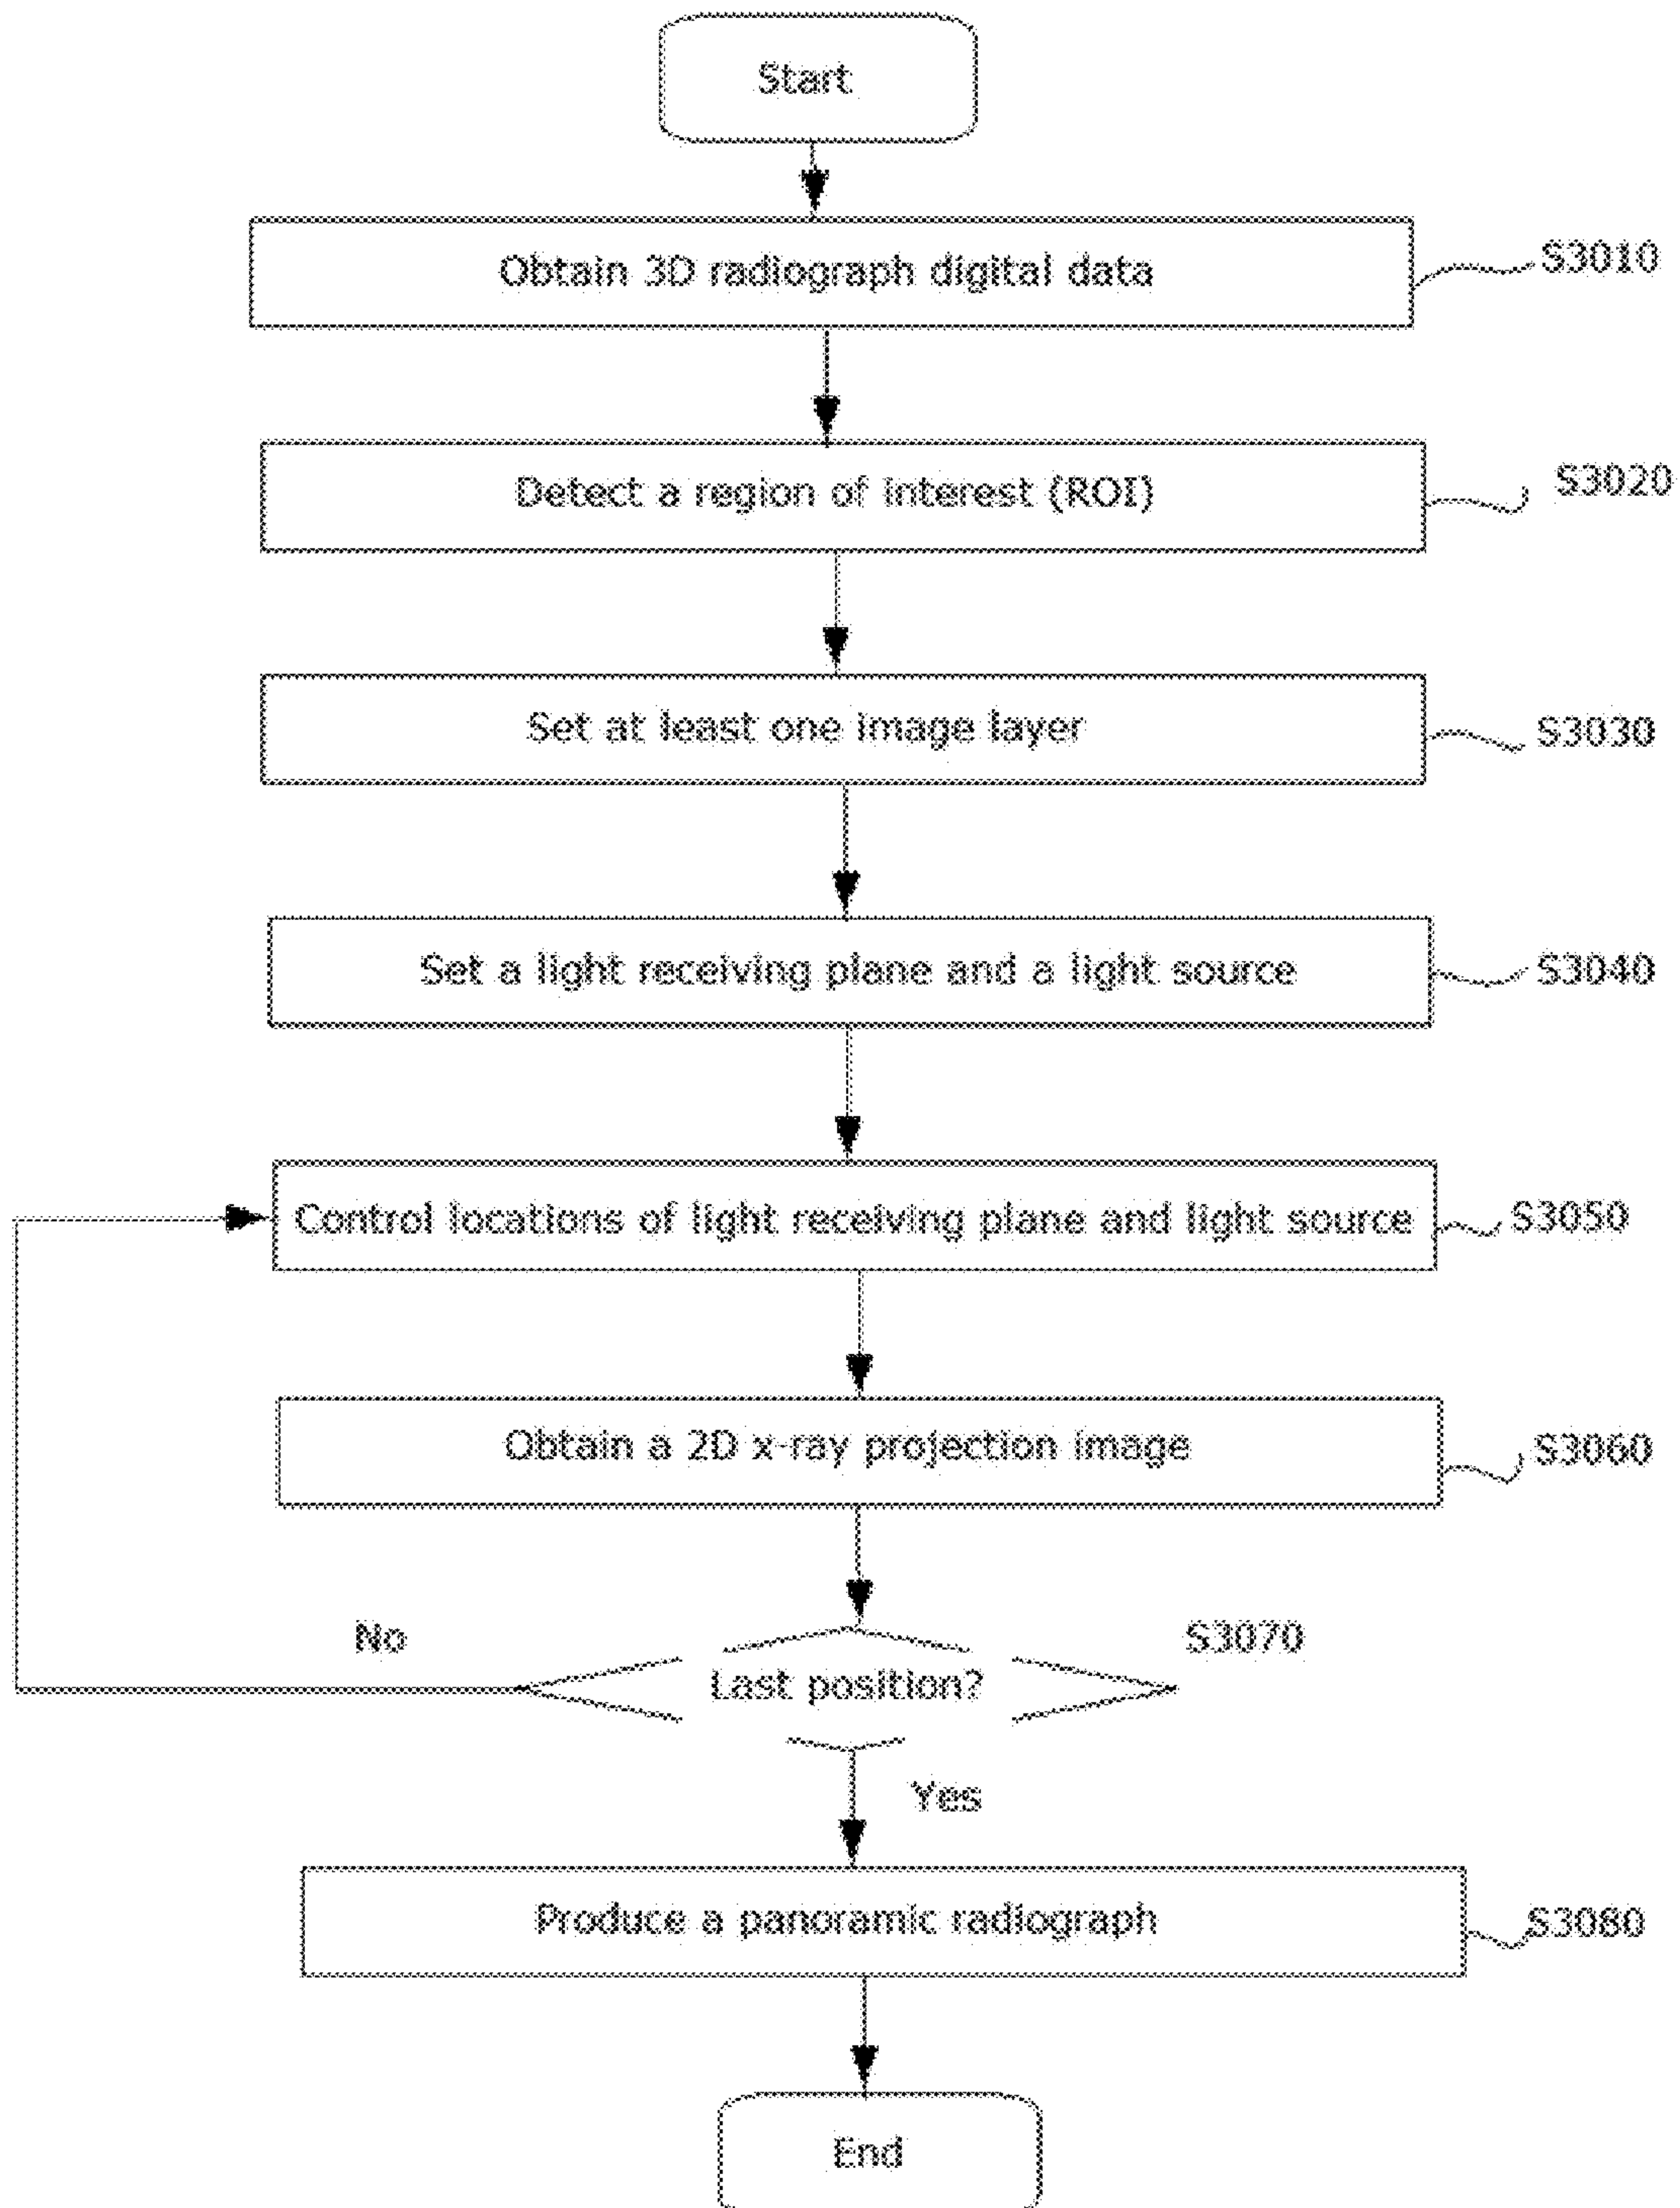 Start
Obtain 3D radiograph digital data
S3010
Detect a region of interest (ROI)
S3020
Set at least one image layer
S3030
Set a light receiving plane and a light source
S3040
Control locations of light receiving plane and light source
S3050
Obtain a 2D x-ray projection image
S3060
No
S3070
Last position?
Yes
Produce a panoramic radiograph
S3080
End